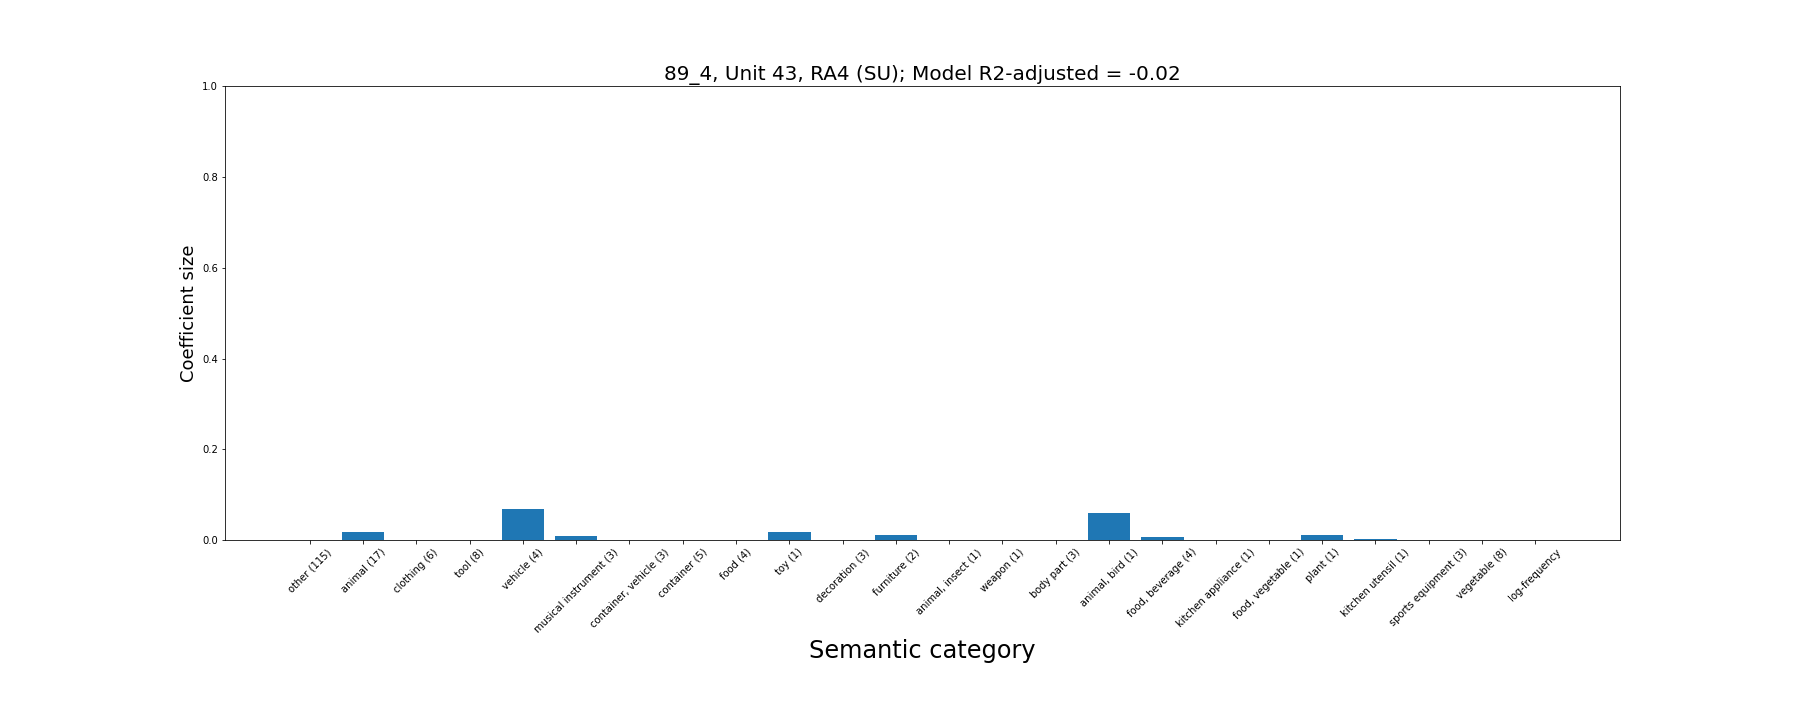 89_4, Unit 43, RA4 (SU); Model R2-adjusted = -0.02
1.0
0.8
0.6
0.4
0.2
0.0
Coefficient size
other (115)
animal (17)
clothing (6)
tool (8)
vehicle (4)
musical instrument (3)
container, vehicle (3)
container (5)
food (4)
toy (1)
decoration (3)
furniture (2)
animal, insect (1)
weapon (1)
body part (3)
animal, bird (1)
food, beverage (4)
kitchen appliance (1)
food, vegetable (1)
plant (1)
kitchen utensil (1)
sports equipment (3)
vegetable (8)
log-frequency
Semantic category